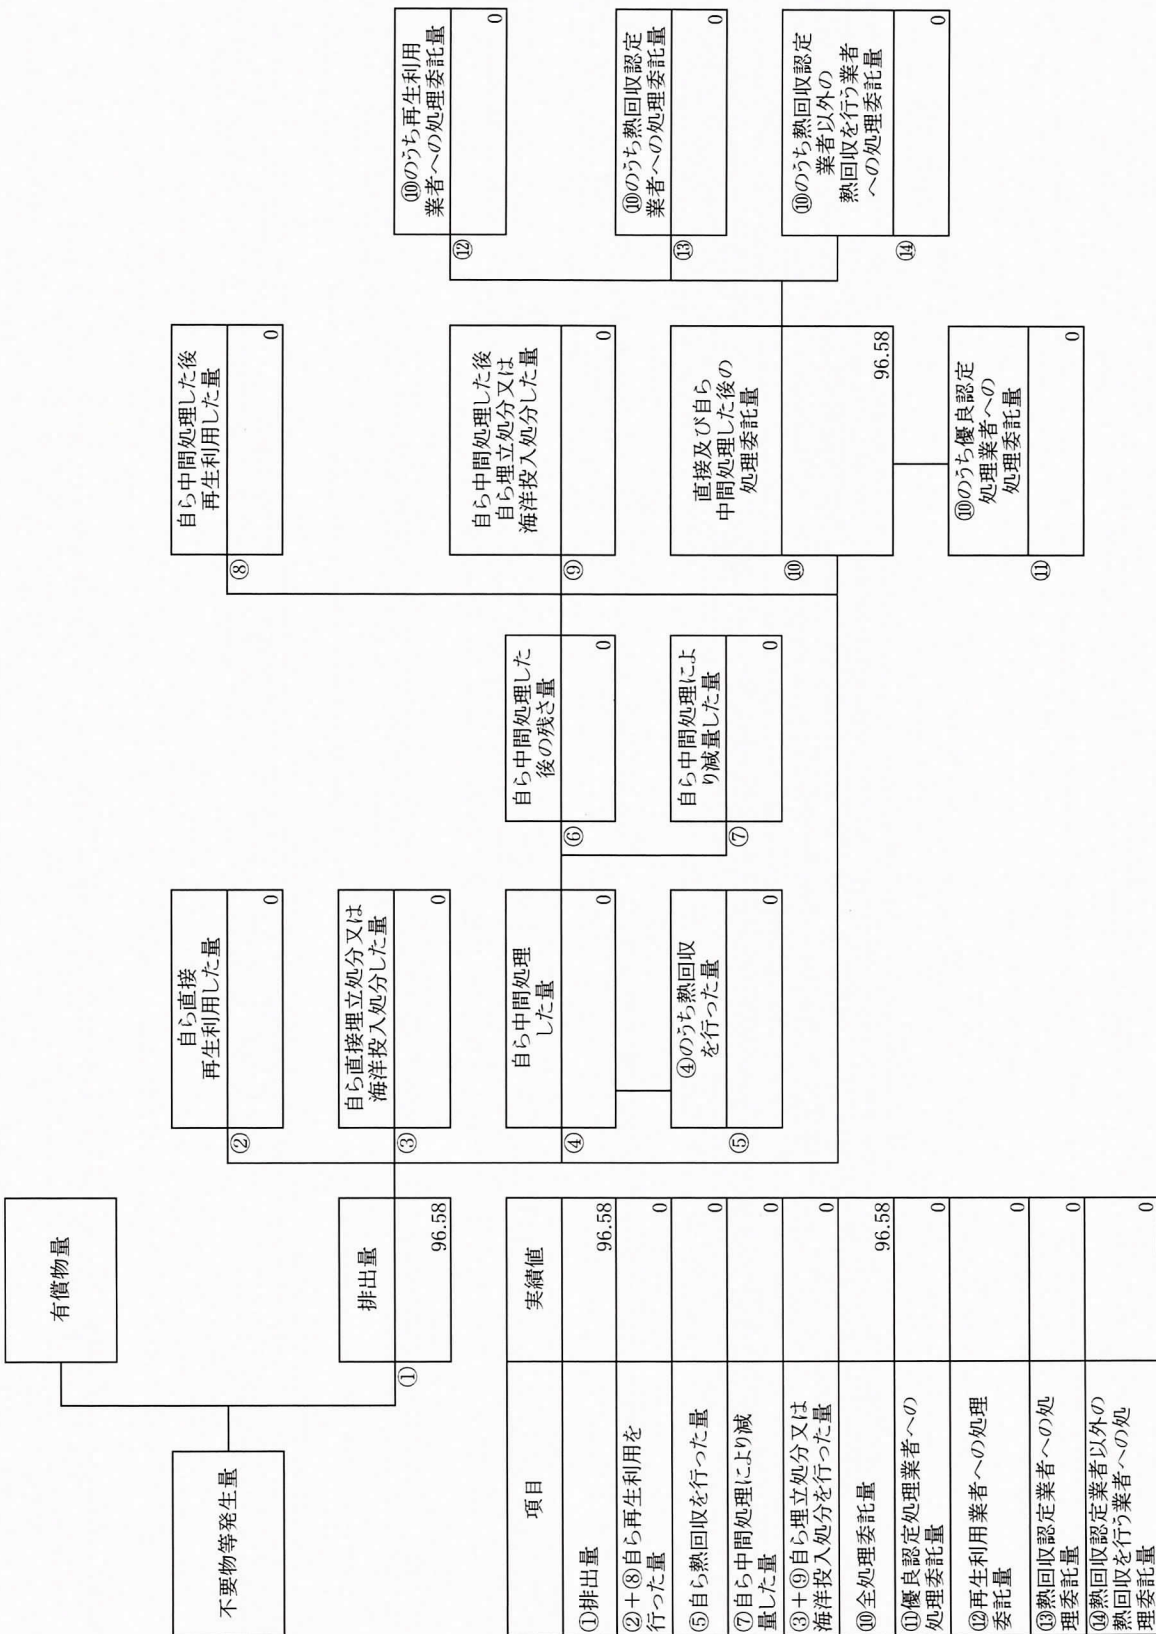 不要物等発生量
有償物量
排出量
①
96.58
自ら直接
再生利用した量
②
0
自ら直接埋立処分又は
海洋投入処分した量
③
0
自ら中間処理
した量
④
0
④のうち熱回収
を行った量
⑤
0
自ら中間処理した
後の残さ量
⑥
0
自ら中間処理によ
り減量した量
⑦
0
自ら中間処理した後
再生利用した量
⑧
0
自ら中間処理した後
自ら埋立処分又は
海洋投入処分した量
⑨
0
直接及び自ら
中間処理した後の
処理委託量
⑩
96.58
⑩のうち優良認定
処理業者への
処理委託量
⑪
0
⑩のうち再生利用
業者への処理委託量
⑫
0
⑩のうち熱回収認定
業者への処理委託量
⑬
0
⑩のうち熱回収認定
業者以外の
熱回収を行う業者
への処理委託量
⑭
0
項目 実績値
①排出量 96.58
②+⑧自ら再生利用を
行った量 0
⑤自ら熱回収を行った量 0
⑦自ら中間処理により減
量した量 0
③+⑨自ら埋立処分又は
海洋投入処分を行った量 0
⑩全処理委託量 96.58
⑪優良認定処理業者への
処理委託量 0
⑫再生利用業者への処理
委託量 0
⑬熱回収認定業者への処
理委託量 0
⑭熱回収認定業者以外の
熱回収を行う業者への処
理委託量 0